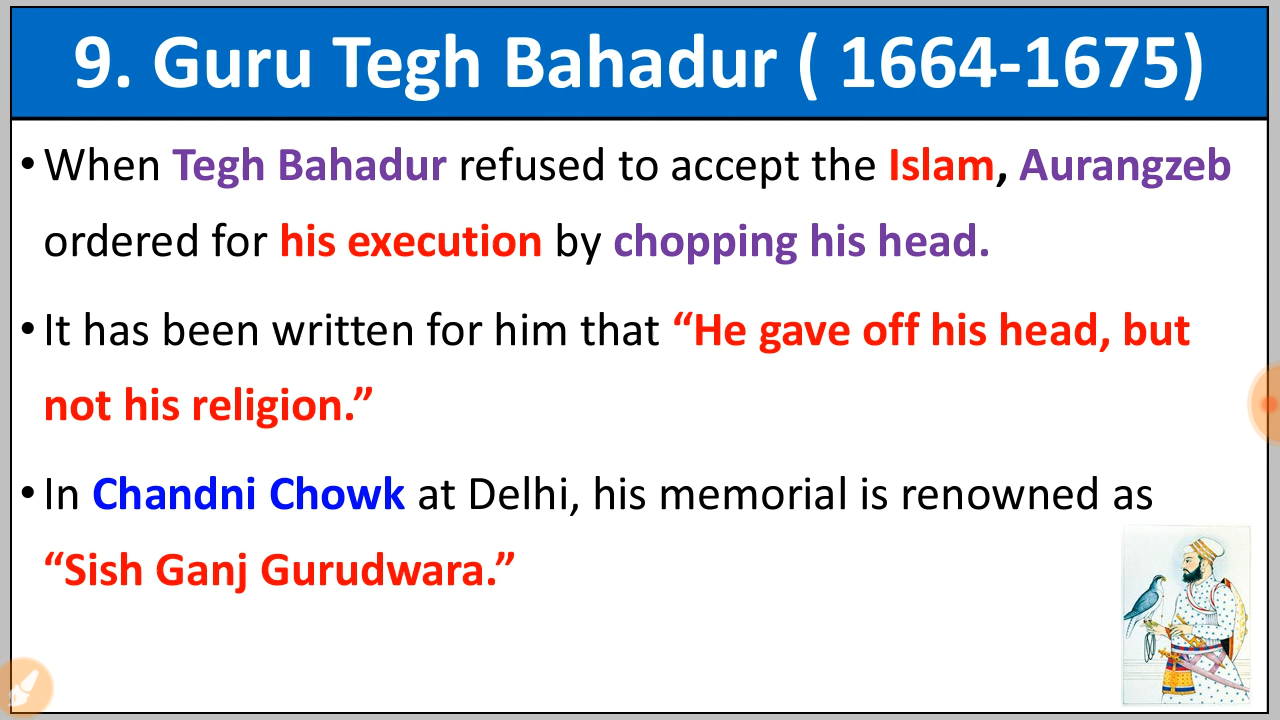 9. Guru Tegh Bahadur ( 1664-1675)
• When Tegh Bahadur refused to accept the Islam, Aurangzeb
ordered for his execution by chopping his head.
• It has been written for him that “He gave off his head, but
not his religion.”
• In Chandni Chowk at Delhi, his memorial is renowned as
“Sish Ganj Gurudwara.”